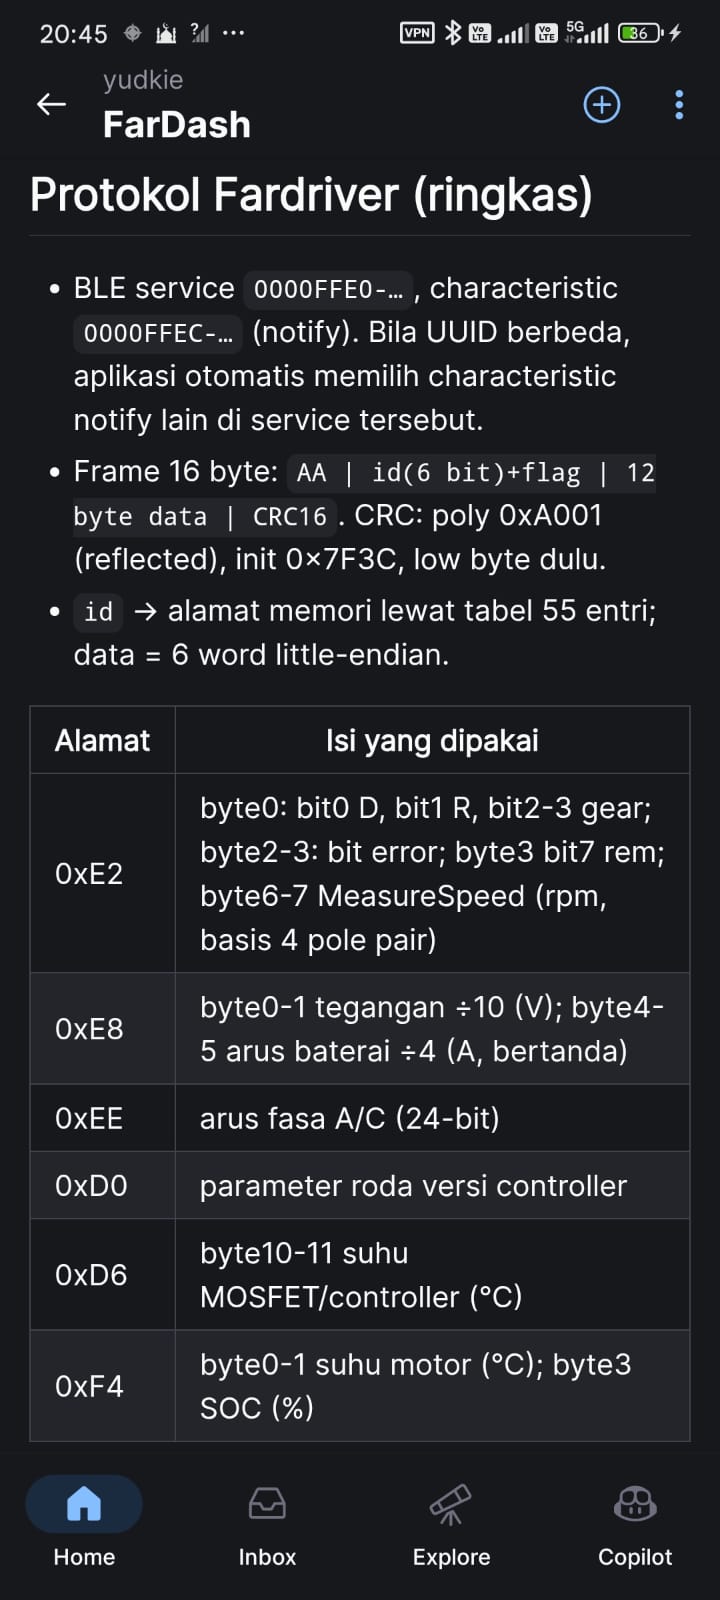 20:45
VPN
Vo LTE
Vo LTE
5G
36
yudkie
FarDash
Protokol Fardriver (ringkas)
• BLE service 0000FFE0-… , characteristic
0000FFEC-… (notify). Bila UUID berbeda,
aplikasi otomatis memilih characteristic
notify lain di service tersebut.
• Frame 16 byte: AA | id(6 bit)+flag | 12
byte data | CRC16 . CRC: poly 0xA001
(reflected), init 0×7F3C, low byte dulu.
• id → alamat memori lewat tabel 55 entri;
data = 6 word little-endian.
Alamat
Isi yang dipakai
0xE2
byte0: bit0 D, bit1 R, bit2-3 gear;
byte2-3: bit error; byte3 bit7 rem;
byte6-7 MeasureSpeed (rpm,
basis 4 pole pair)
0xE8
byte0-1 tegangan ÷10 (V); byte4-
5 arus baterai ÷4 (A, bertanda)
0xEE
arus fasa A/C (24-bit)
0xD0
parameter roda versi controller
0xD6
byte10-11 suhu
MOSFET/controller (°C)
0xF4
byte0-1 suhu motor (°C); byte3
SOC (%)
Home
Inbox
Explore
Copilot